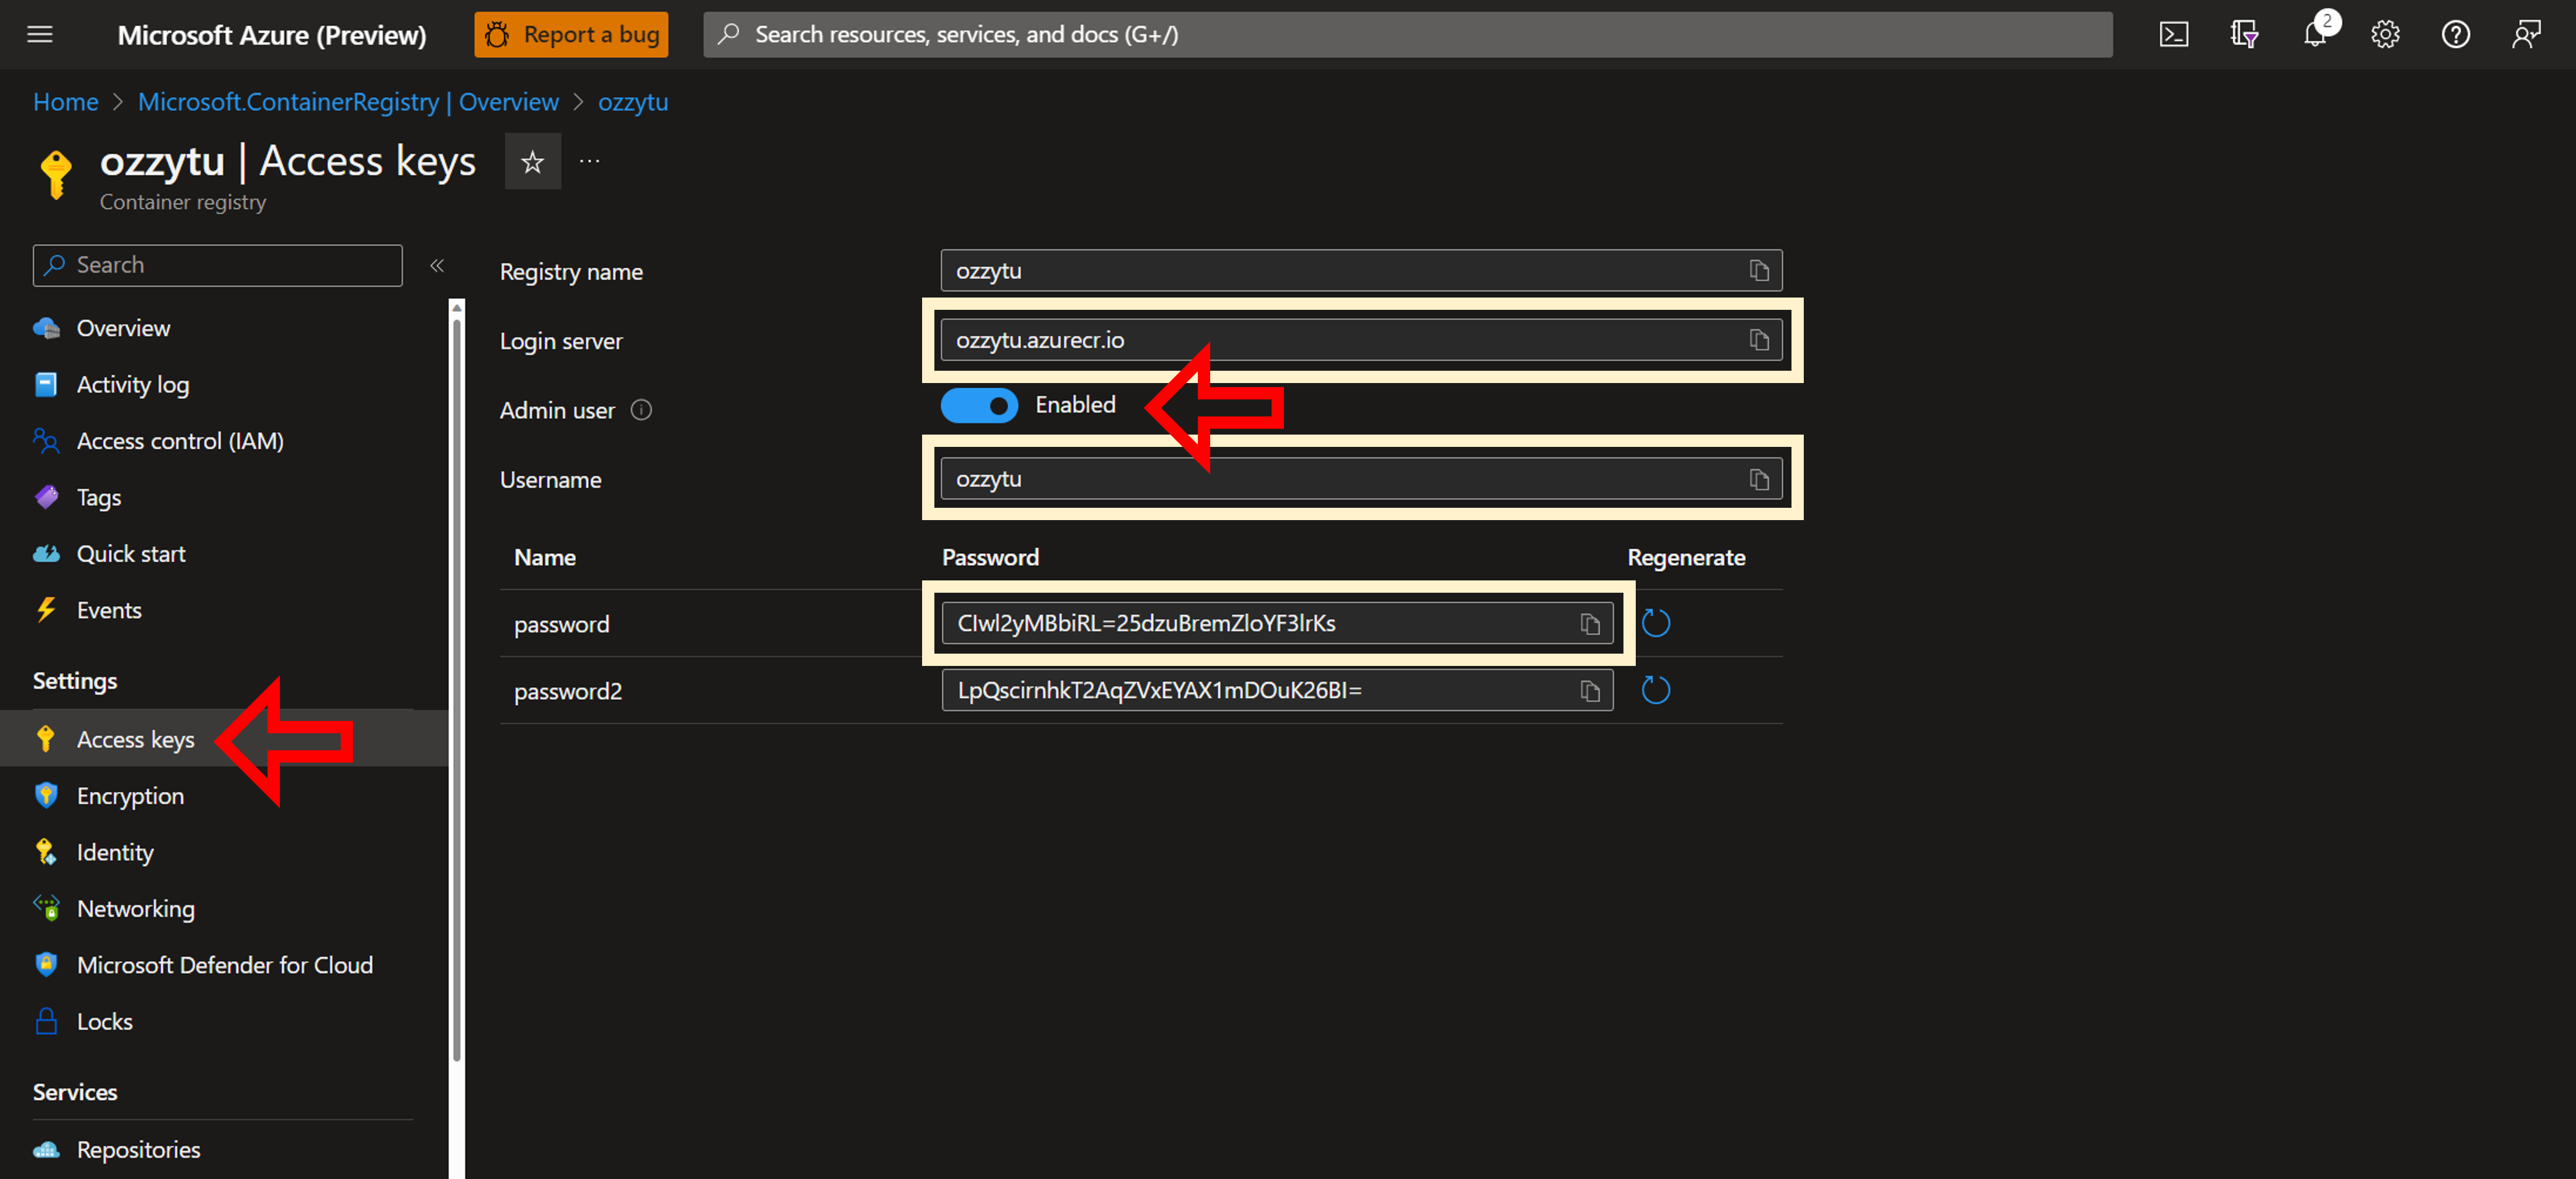 Microsoft Azure (Preview)
Report a bug
Search resources, services, and docs (G+/)
2
Home > Microsoft.ContainerRegistry | Overview > ozzytu
ozzytu | Access keys
Container registry
Search
Overview
Activity log
Access control (IAM)
Tags
Quick start
Events
Settings
Access keys
Encryption
Identity
Networking
Microsoft Defender for Cloud
Locks
Services
Repositories
Registry name
ozzytu
Login server
ozzytu.azurecr.io
Admin user
Enabled
Username
ozzytu
Name Password Regenerate
password
CIwl2yMBbiRL=25dzuBremZloYF3lrKs
password2
LpQscirnhkT2AqZVxEYAX1mDOuK26BI=